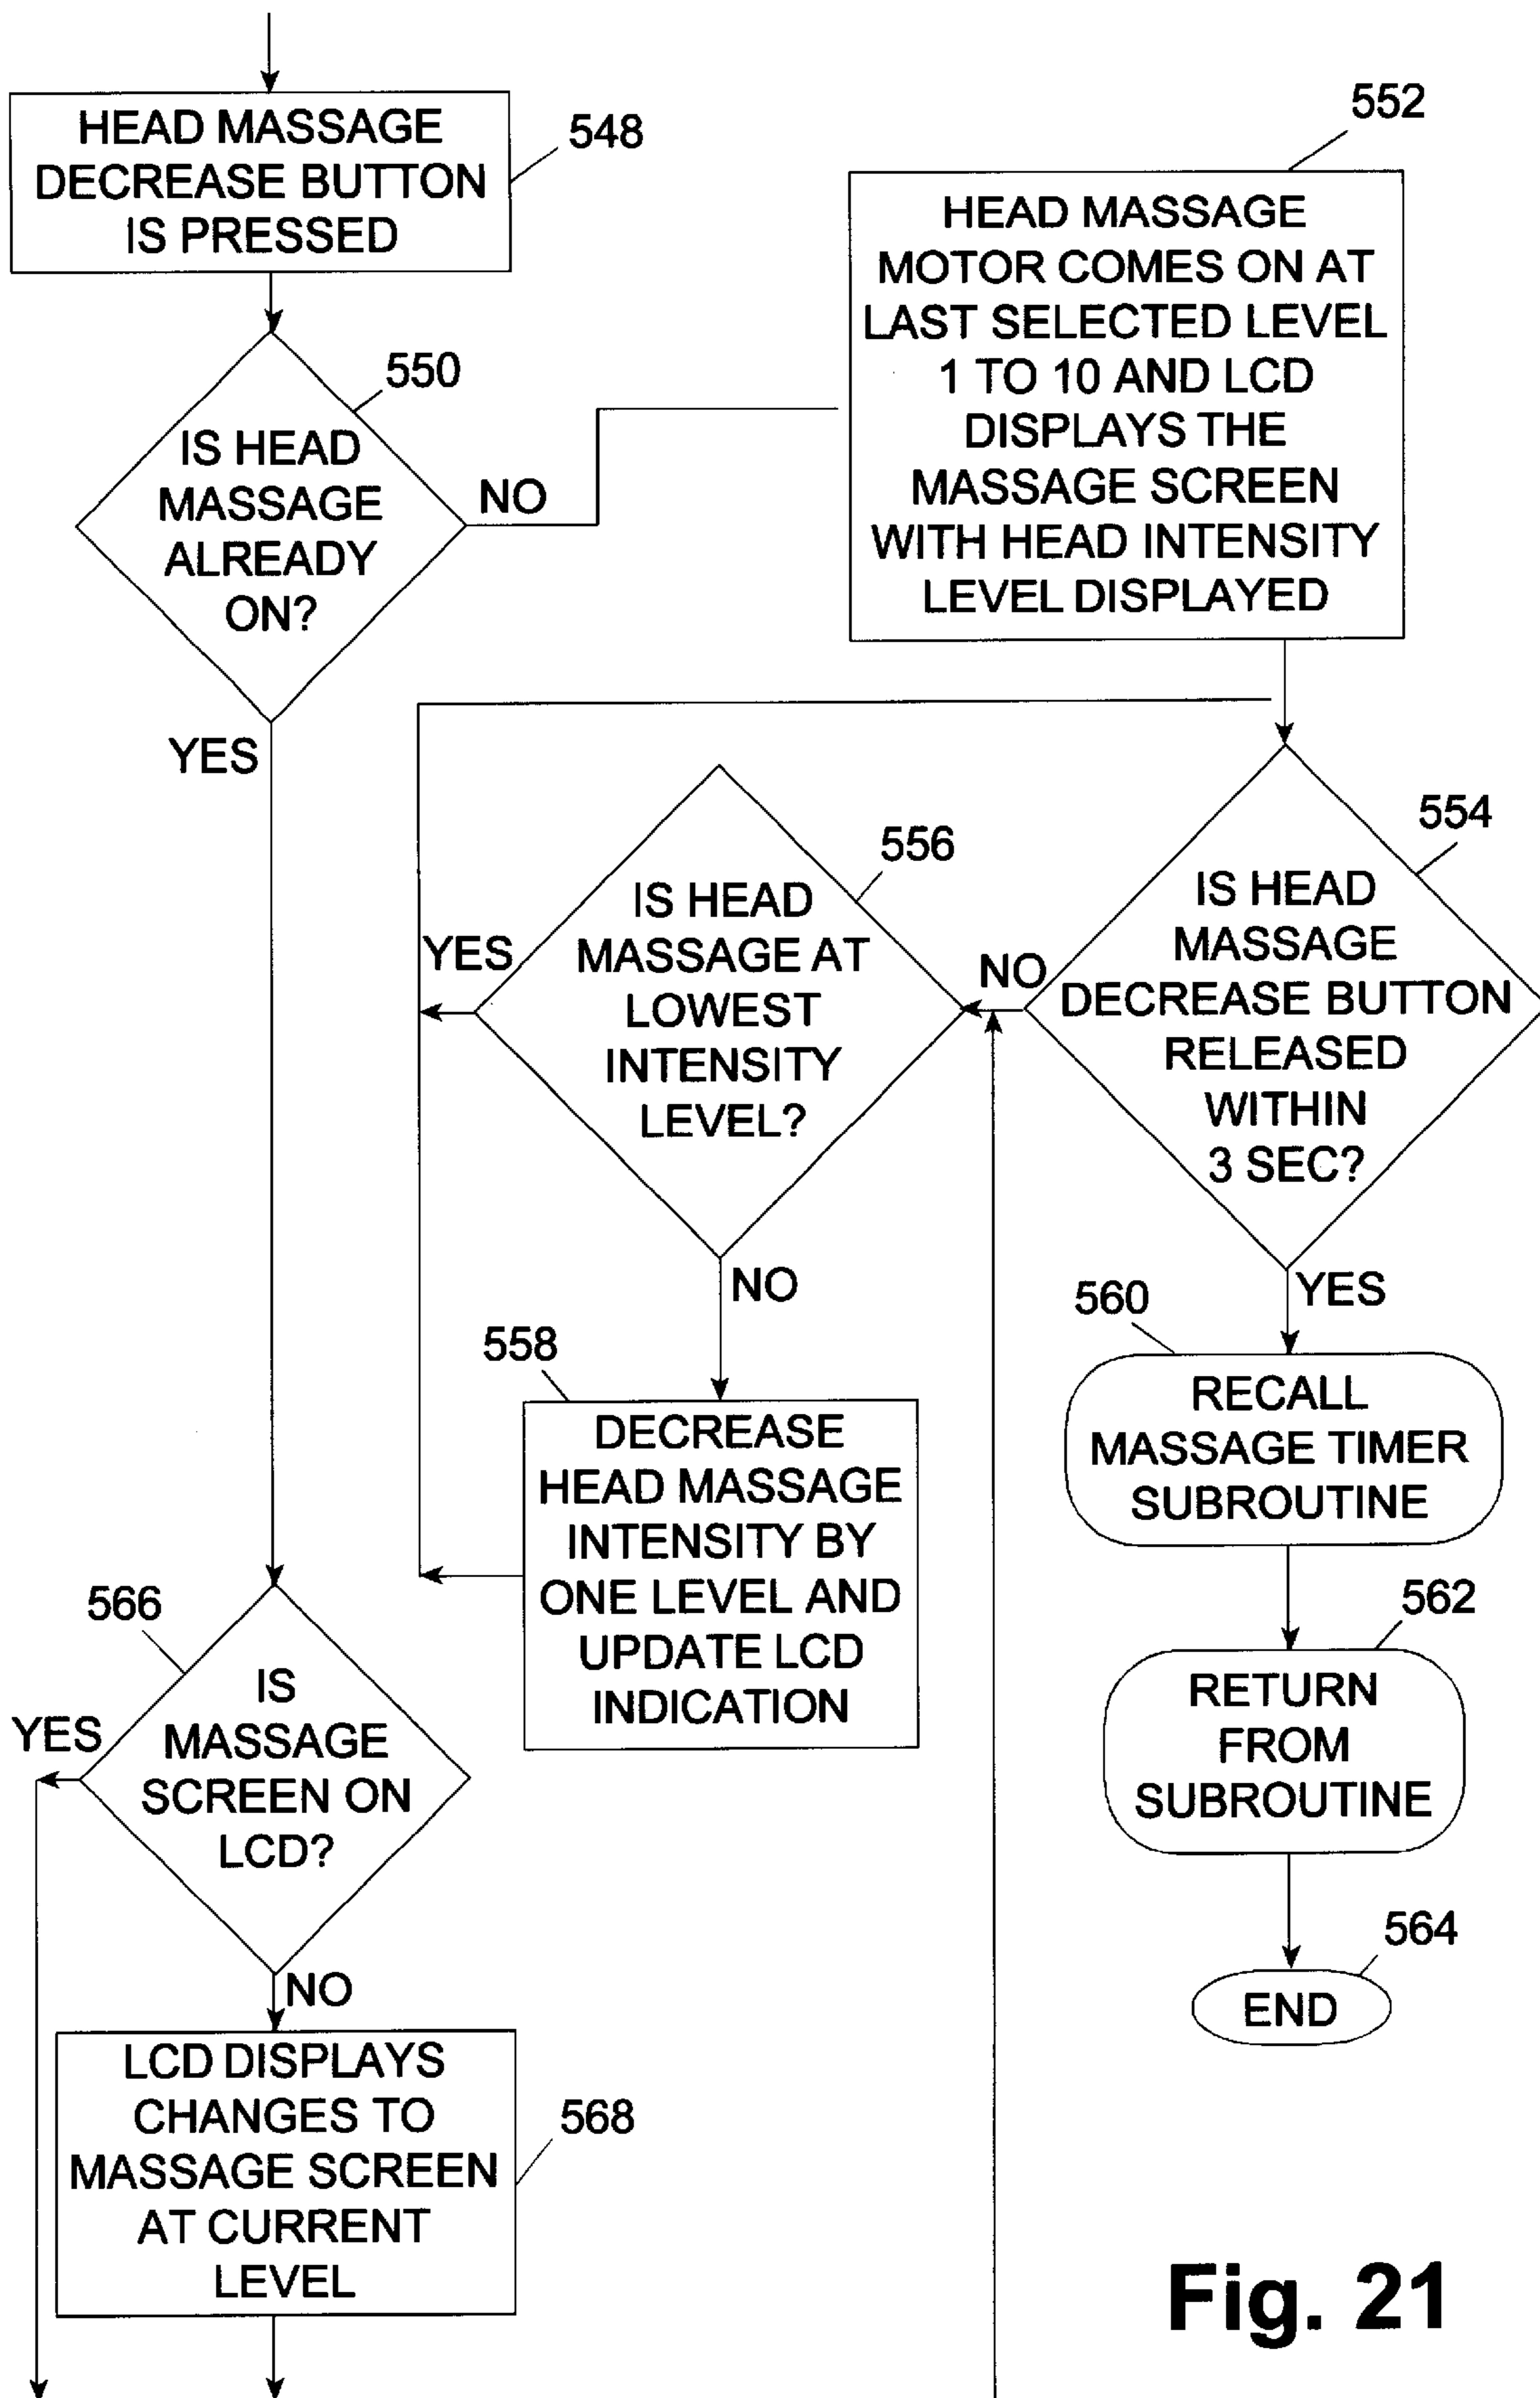 HEAD MASSAGE
DECREASE BUTTON
IS PRESSED
548
552
HEAD MASSAGE
MOTOR COMES ON AT
LAST SELECTED LEVEL
1 TO 10 AND LCD
DISPLAYS THE
MASSAGE SCREEN
WITH HEAD INTENSITY
LEVEL DISPLAYED
550
IS HEAD
MASSAGE
ALREADY
ON?
NO
YES
554
IS HEAD
MASSAGE
DECREASE BUTTON
RELEASED
WITHIN
3 SEC?
NO
YES
556
IS HEAD
MASSAGE AT
LOWEST
INTENSITY
LEVEL?
YES
NO
558
DECREASE
HEAD MASSAGE
INTENSITY BY
ONE LEVEL AND
UPDATE LCD
INDICATION
560
RECALL
MASSAGE TIMER
SUBROUTINE
562
RETURN
FROM
SUBROUTINE
564
END
566
IS
MASSAGE
SCREEN ON
LCD?
YES
NO
LCD DISPLAYS
CHANGES TO
MASSAGE SCREEN
AT CURRENT
LEVEL
568
Fig. 21